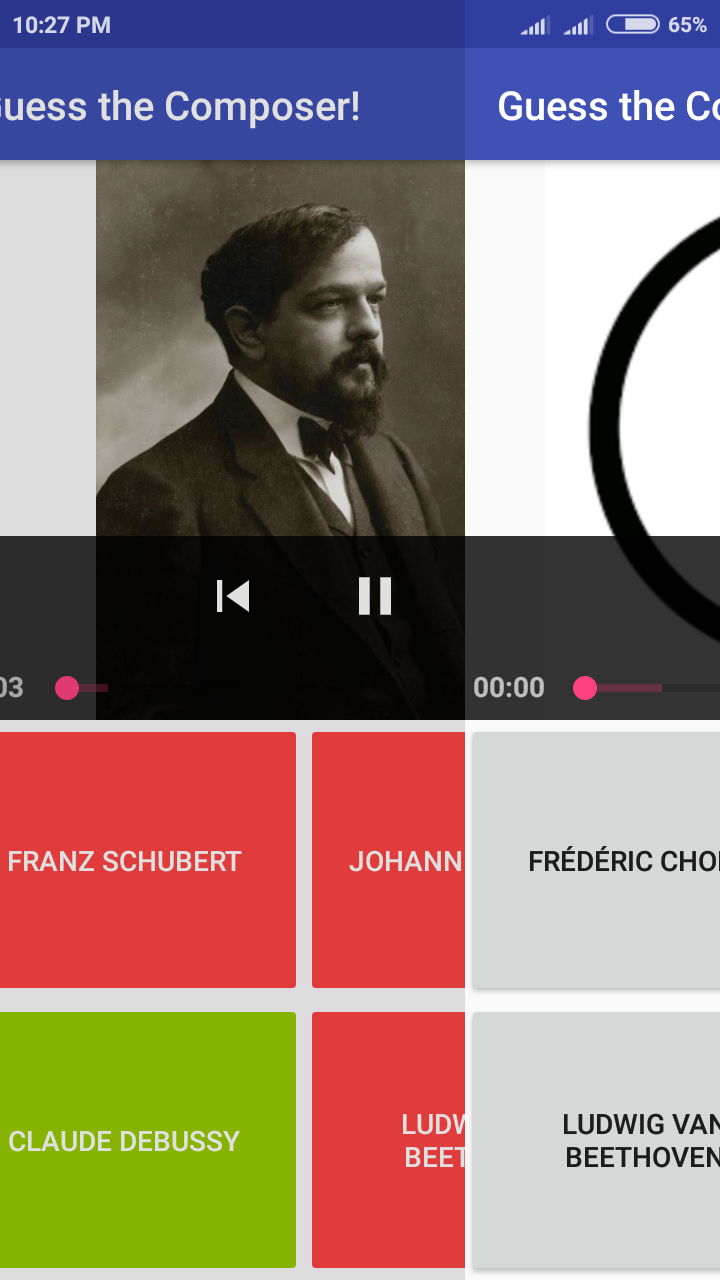 10:27 PM 65%
Guess the Composer!
Guess the Co
03
00:00
FRANZ SCHUBERT
JOHANN
FRÉDÉRIC CHO
CLAUDE DEBUSSY
LUDW
BEET
LUDWIG VAN
BEETHOVEN